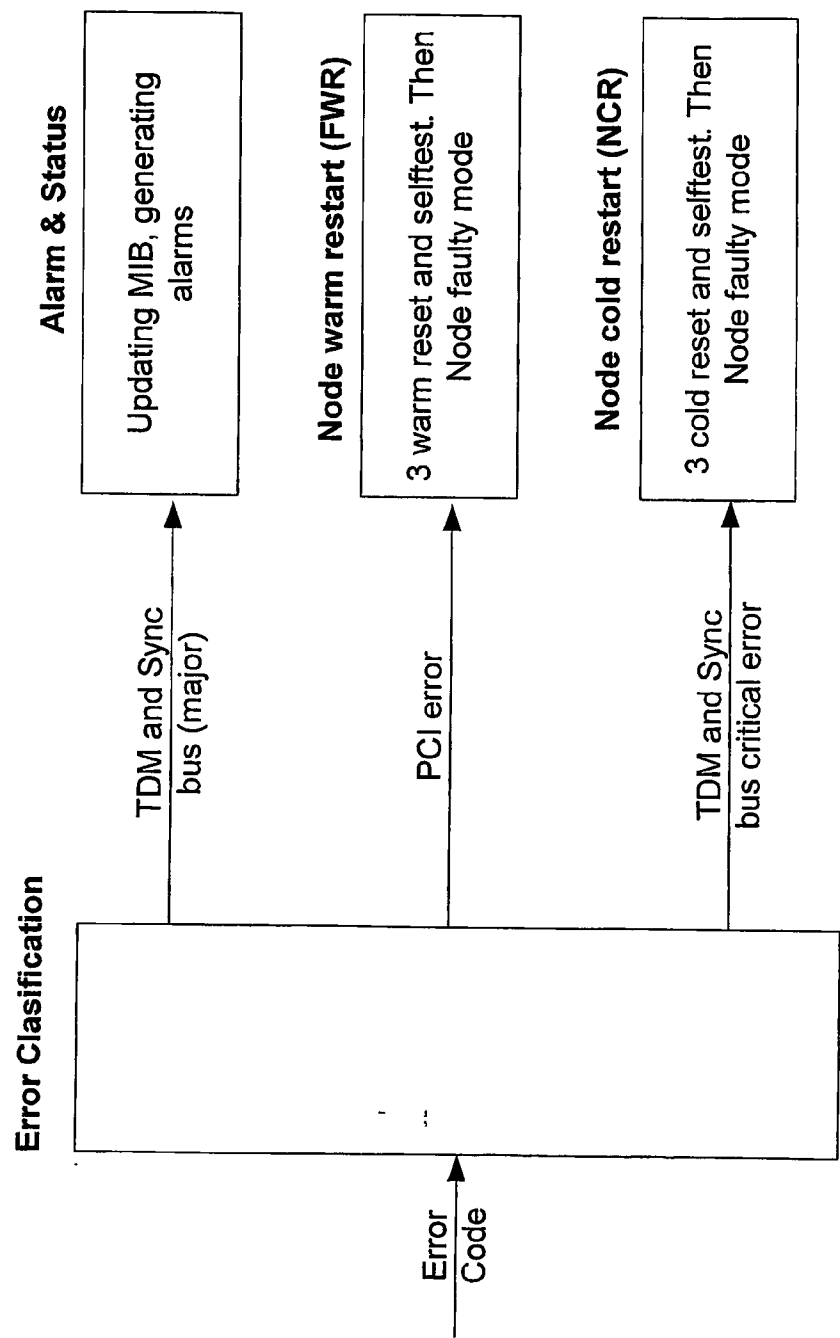 Error Clasification
Error
Code
TDM and Sync
bus (major)
Alarm & Status
Updating MIB, generating
alarms
PCI error
Node warm restart (FWR)
3 warm reset and selftest. Then
Node faulty mode
TDM and Sync
bus critical error
Node cold restart (NCR)
3 cold reset and selftest. Then
Node faulty mode